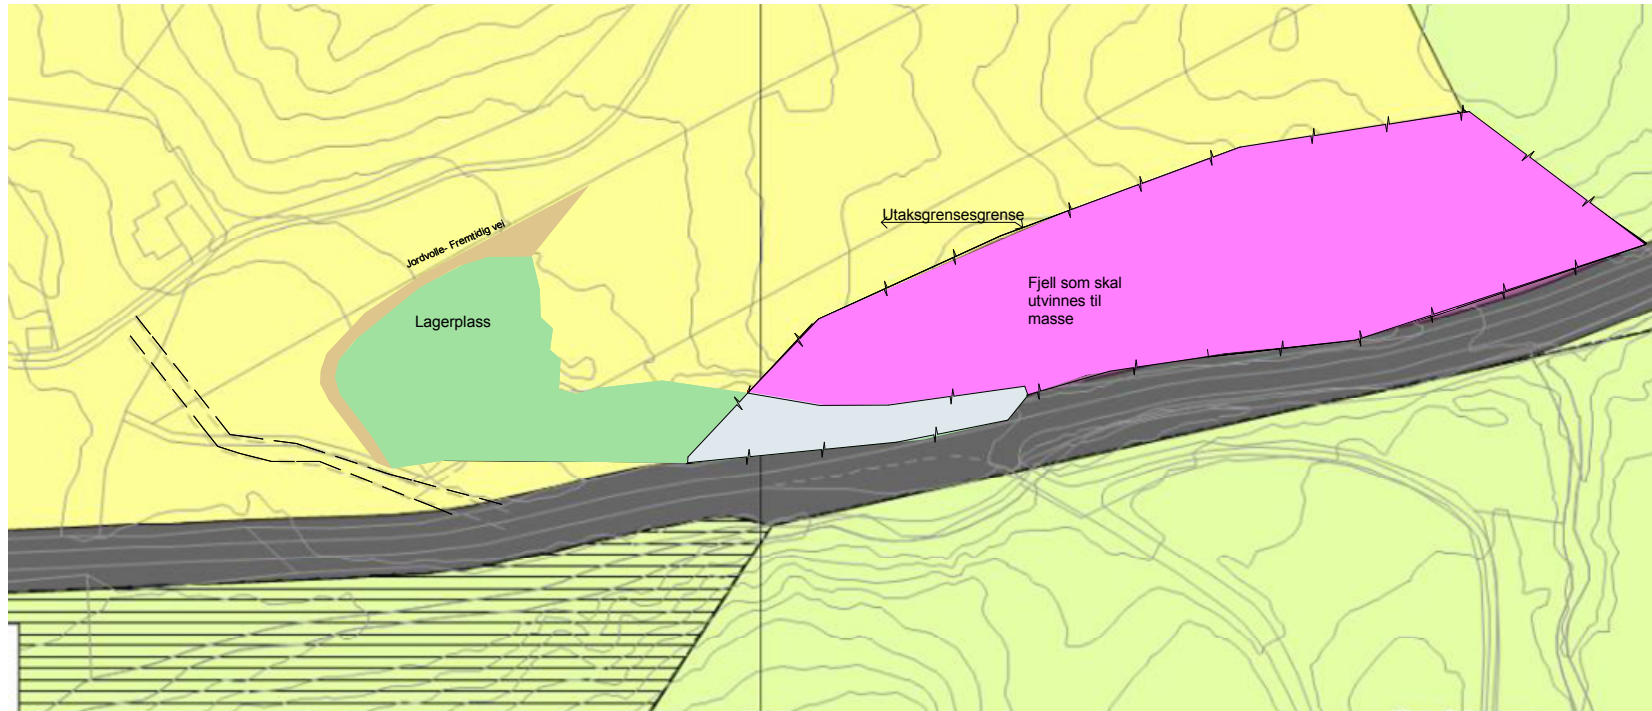 Utaksgrensesgrense
Jordvolle- Fremtidig vei
Fjell som skal
utvinnes til
masse
Lagerplass